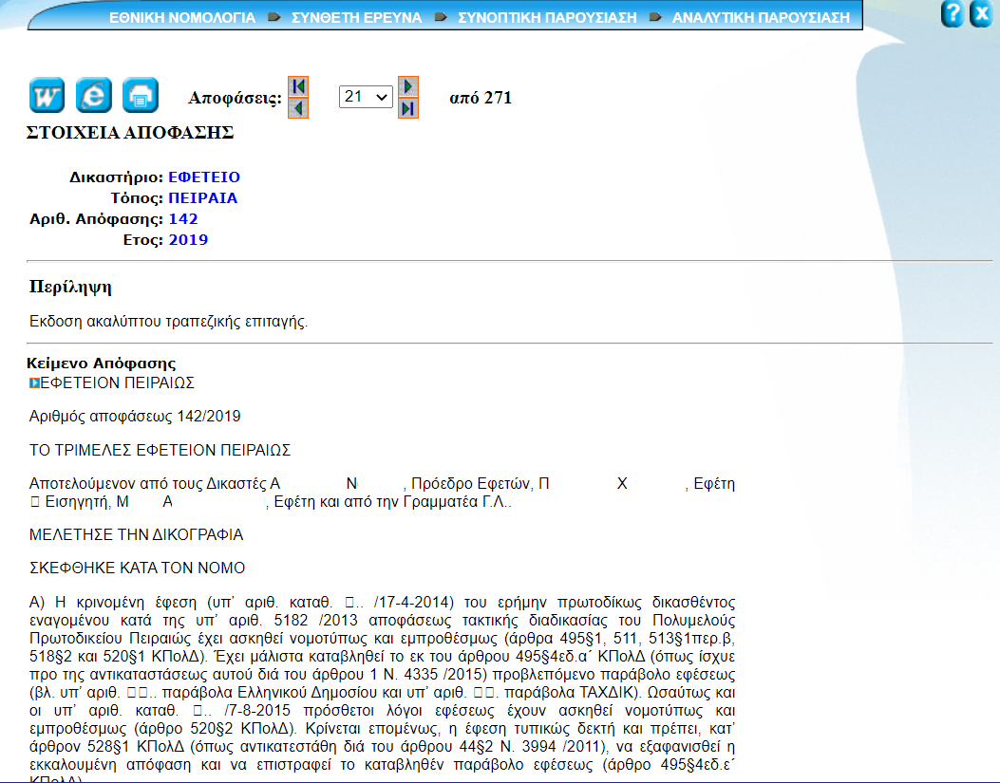 ΕΘΝΙΚΗ ΝΟΜΟΛΟΓΙΑ ΣΥΝΘΕΤΗ ΕΡΕΥΝΑ ΣΥΝΟΠΤΙΚΗ ΠΑΡΟΥΣΙΑΣΗ ΑΝΑΛΥΤΙΚΗ ΠΑΡΟΥΣΙΑΣΗ
? x
Αποφάσεις: 21 από 271
ΣΤΟΙΧΕΙΑ ΑΠΟΦΑΣΗΣ
Δικαστήριο: ΕΦΕΤΕΙΟ
Τόπος: ΠΕΙΡΑΙΑ
Αριθ. Απόφασης: 142
Ετος: 2019
Περίληψη
Εκδοση ακαλύπτου τραπεζικής επιταγής.
Κείμενο Απόφασης
ΕΦΕΤΕΙΟΝ ΠΕΙΡΑΙΩΣ
Αριθμός αποφάσεως 142/2019
ΤΟ ΤΡΙΜΕΛΕΣ ΕΦΕΤΕΙΟΝ ΠΕΙΡΑΙΩΣ
Αποτελούμενον από τους Δικαστές Α Ν , Πρόεδρο Εφετών, Π Χ , Εφέτη
 Εισηγητή, Μ Α , Εφέτη και από την Γραμματέα Γ.Λ..
ΜΕΛΕΤΗΣΕ ΤΗΝ ΔΙΚΟΓΡΑΦΙΑ
ΣΚΕΦΘΗΚΕ ΚΑΤΑ ΤΟΝ ΝΟΜΟ
Α) Η κρινομένη έφεση (υπ’ αριθ. καταθ. .. /17-4-2014) του ερήμην πρωτοδίκως δικασθέντος
εναγομένου κατά της υπ’ αριθ. 5182 /2013 αποφάσεως τακτικής διαδικασίας του Πολυμελούς
Πρωτοδικείου Πειραιώς έχει ασκηθεί νομοτύπως και εμπροθέσμως (άρθρα 495§1, 511, 513§1περ.β,
518§2 και 520§1 ΚΠολΔ). Έχει μάλιστα καταβληθεί το εκ του άρθρου 495§4εδ.α΄ ΚΠολΔ (όπως ίσχυε
προ της αντικαταστάσεως αυτού διά του άρθρου 1 Ν. 4335 /2015) προβλεπόμενο παράβολο εφέσεως
(βλ. υπ’ αριθ. .. παράβολα Ελληνικού Δημοσίου και υπ’ αριθ. . παράβολα ΤΑΧΔΙΚ). Ωσαύτως και
οι υπ’ αριθ. καταθ. .. /7-8-2015 πρόσθετοι λόγοι εφέσεως έχουν ασκηθεί νομοτύπως και
εμπροθέσμως (άρθρο 520§2 ΚΠολΔ). Κρίνεται επομένως, η έφεση τυπικώς δεκτή και πρέπει, κατ’
άρθρον 528§1 ΚΠολΔ (όπως αντικατεστάθη διά του άρθρου 44§2 Ν. 3994 /2011), να εξαφανισθεί η
εκκαλουμένη απόφαση και να επιστραφεί το καταβληθέν παράβολο εφέσεως (άρθρο 495§4εδ.ε΄
ΚΠολΔ)